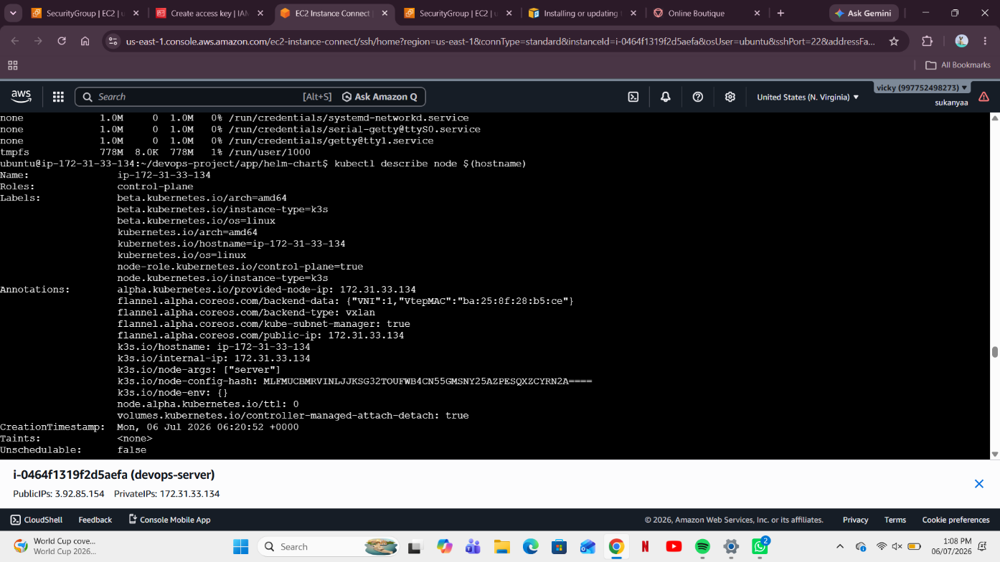 SecurityGroup | EC2 | u
Create access key | IAM
EC2 Instance Connect |
SecurityGroup | EC2 | u
Installing or updating t
Online Boutique
Ask Gemini
us-east-1.console.aws.amazon.com/ec2-instance-connect/ssh/home?region=us-east-1&connType=standard&instanceId=i-0464f1319f2d5aefa&osUser=ubuntu&sshPort=22&addressFa...
All Bookmarks
aws
Search
[Alt+S]
Ask Amazon Q
United States (N. Virginia)
vicky (997752498273)
sukanyaa
none 1.0M 0 1.0M 0% /run/credentials/systemd-networkd.service
none 1.0M 0 1.0M 0% /run/credentials/serial-getty@ttyS0.service
none 1.0M 0 1.0M 0% /run/credentials/getty@tty1.service
tmpfs 778M 8.0K 778M 1% /run/user/1000
ubuntu@ip-172-31-33-134:~/devops-project/app/helm-chart$ kubectl describe node $(hostname)
Name: ip-172-31-33-134
Roles: control-plane
Labels: beta.kubernetes.io/arch=amd64
beta.kubernetes.io/instance-type=k3s
beta.kubernetes.io/os=linux
kubernetes.io/arch=amd64
kubernetes.io/hostname=ip-172-31-33-134
kubernetes.io/os=linux
node-role.kubernetes.io/control-plane=true
node.kubernetes.io/instance-type=k3s
Annotations: alpha.kubernetes.io/provided-node-ip: 172.31.33.134
flannel.alpha.coreos.com/backend-data: {"VNI":1,"VtepMAC":"ba:25:8f:28:b5:ce"}
flannel.alpha.coreos.com/backend-type: vxlan
flannel.alpha.coreos.com/kube-subnet-manager: true
flannel.alpha.coreos.com/public-ip: 172.31.33.134
k3s.io/hostname: ip-172-31-33-134
k3s.io/internal-ip: 172.31.33.134
k3s.io/node-args: ["server"]
k3s.io/node-config-hash: MLFMUCBMRVINLJJKSG32TOUFWB4CN55GMSNY25AZPESQXZCYRN2A====
k3s.io/node-env: {}
node.alpha.kubernetes.io/ttl: 0
volumes.kubernetes.io/controller-managed-attach-detach: true
CreationTimestamp: Mon, 06 Jul 2026 06:20:52 +0000
Taints: <none>
Unschedulable: false
i-0464f1319f2d5aefa (devops-server)
PublicIPs: 3.92.85.154 PrivateIPs: 172.31.33.134
CloudShell
Feedback
Console Mobile App
© 2026, Amazon Web Services, Inc. or its affiliates.
Privacy
Terms
Cookie preferences
World Cup cove...
World Cup 2026...
Search
2
1:08 PM
06/07/2026